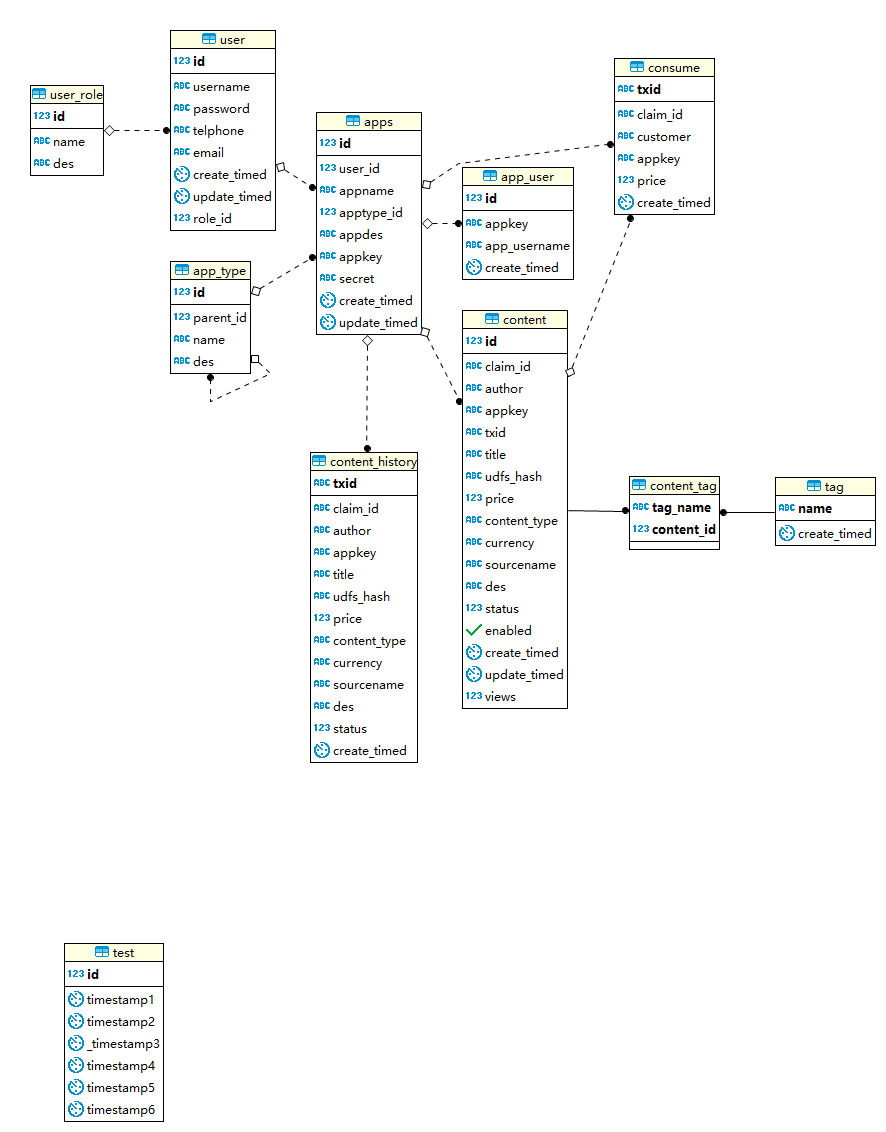 user
123 id
ABC username
ABC password
ABC telphone
ABC email
create_timed
update_timed
123 role_id
user_role
123 id
ABC name
ABC des
apps
123 id
123 user_id
ABC appname
123 apptype_id
ABC appdes
ABC appkey
ABC secret
create_timed
update_timed
consume
ABC txid
ABC claim_id
ABC customer
ABC appkey
123 price
create_timed
app_user
ABC id
ABC appkey
ABC app_username
create_timed
app_type
123 id
123 parent_id
ABC name
ABC des
content
123 id
ABC claim_id
ABC author
ABC appkey
ABC txid
ABC title
ABC udfs_hash
123 price
ABC content_type
ABC currency
ABC sourcename
ABC des
123 status
enabled
create_timed
update_timed
123 views
content_history
ABC txid
ABC claim_id
ABC author
ABC appkey
ABC title
ABC udfs_hash
123 price
ABC content_type
ABC currency
ABC sourcename
ABC des
123 status
create_timed
content_tag
ABC tag_name
123 content_id
tag
ABC name
create_timed
test
123 id
timestamp1
timestamp2
_timestamp3
timestamp4
timestamp5
timestamp6